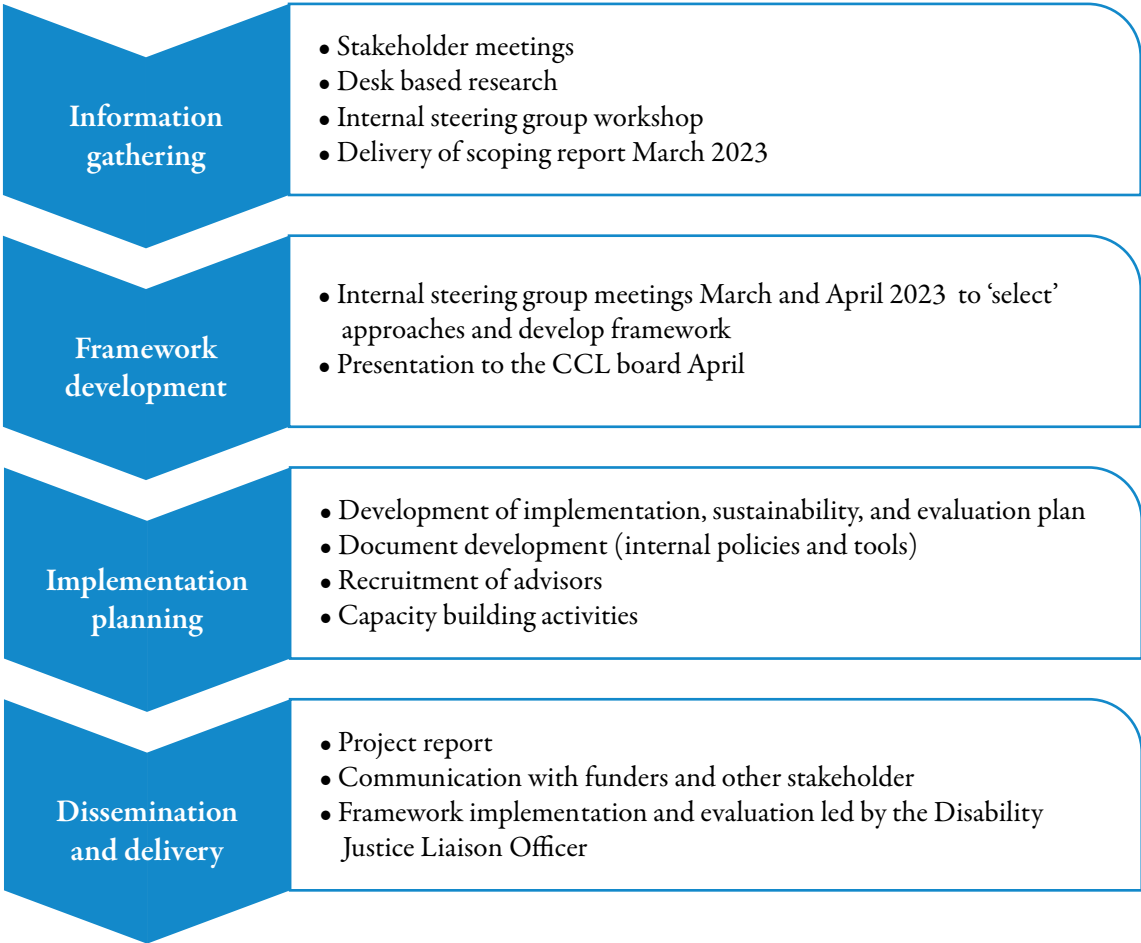 Information
gathering
• Stakeholder meetings
• Desk based research
• Internal steering group workshop
• Delivery of scoping report March 2023
Framework
development
• Internal steering group meetings March and April 2023  to ‘select’
approaches and develop framework
• Presentation to the CCL board April
Implementation
planning
• Development of implementation, sustainability, and evaluation plan
• Document development (internal policies and tools)
• Recruitment of advisors
• Capacity building activities
Dissemination
and delivery
• Project report
• Communication with funders and other stakeholder
• Framework implementation and evaluation led by the Disability
Justice Liaison Officer